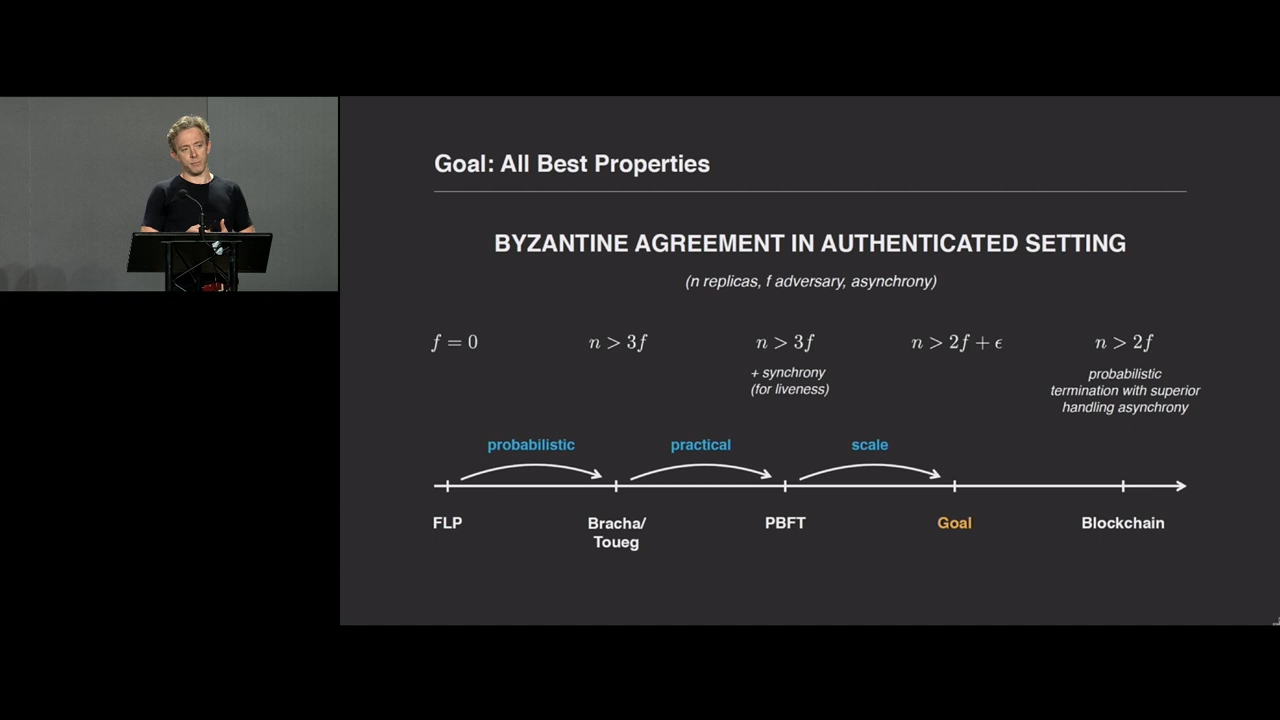 Goal: All Best Properties
BYZANTINE AGREEMENT IN AUTHENTICATED SETTING
(n replicas, f adversary, asynchrony)
f = 0
n > 3f
n > 3f
+ synchrony
(for liveness)
n > 2f + ϵ
n > 2f
probabilistic
termination with superior
handling asynchrony
probabilistic
practical
scale
FLP
Bracha/
Toueg
PBFT
Goal
Blockchain